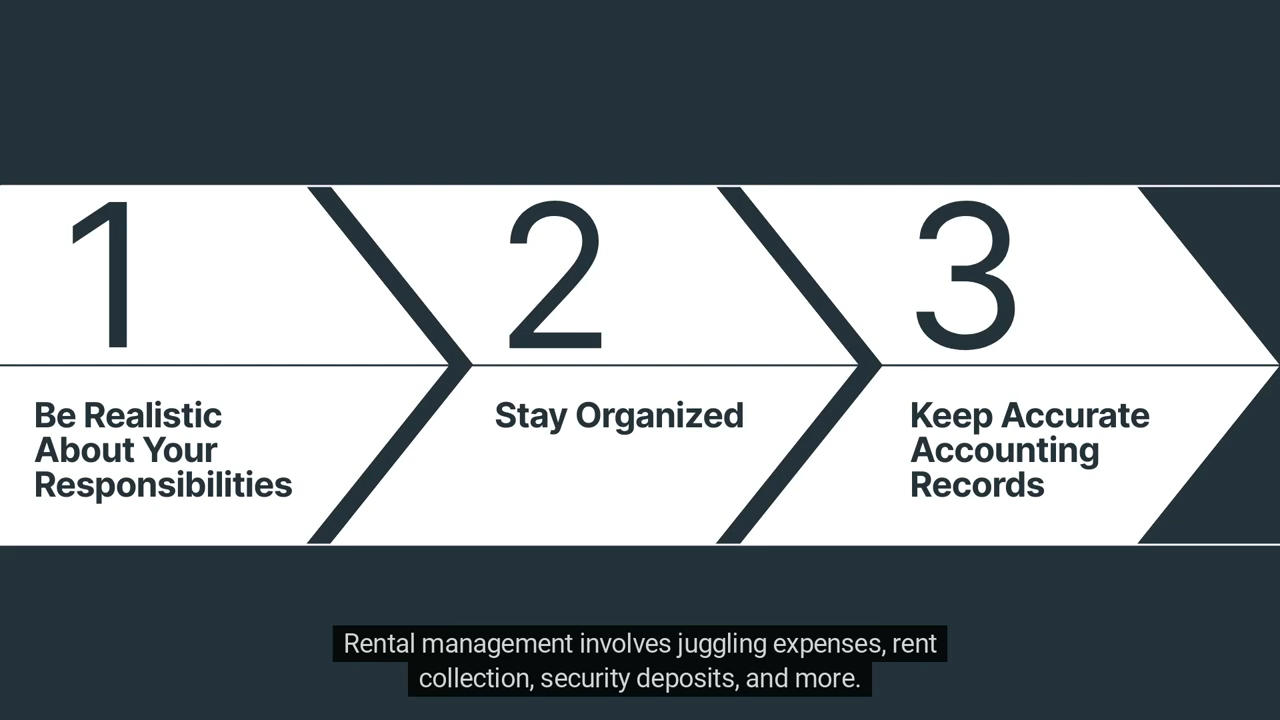 1
Be Realistic
About Your
Responsibilities
2
Stay Organized
3
Keep Accurate
Accounting
Records
Rental management involves juggling expenses, rent
collection, security deposits, and more.